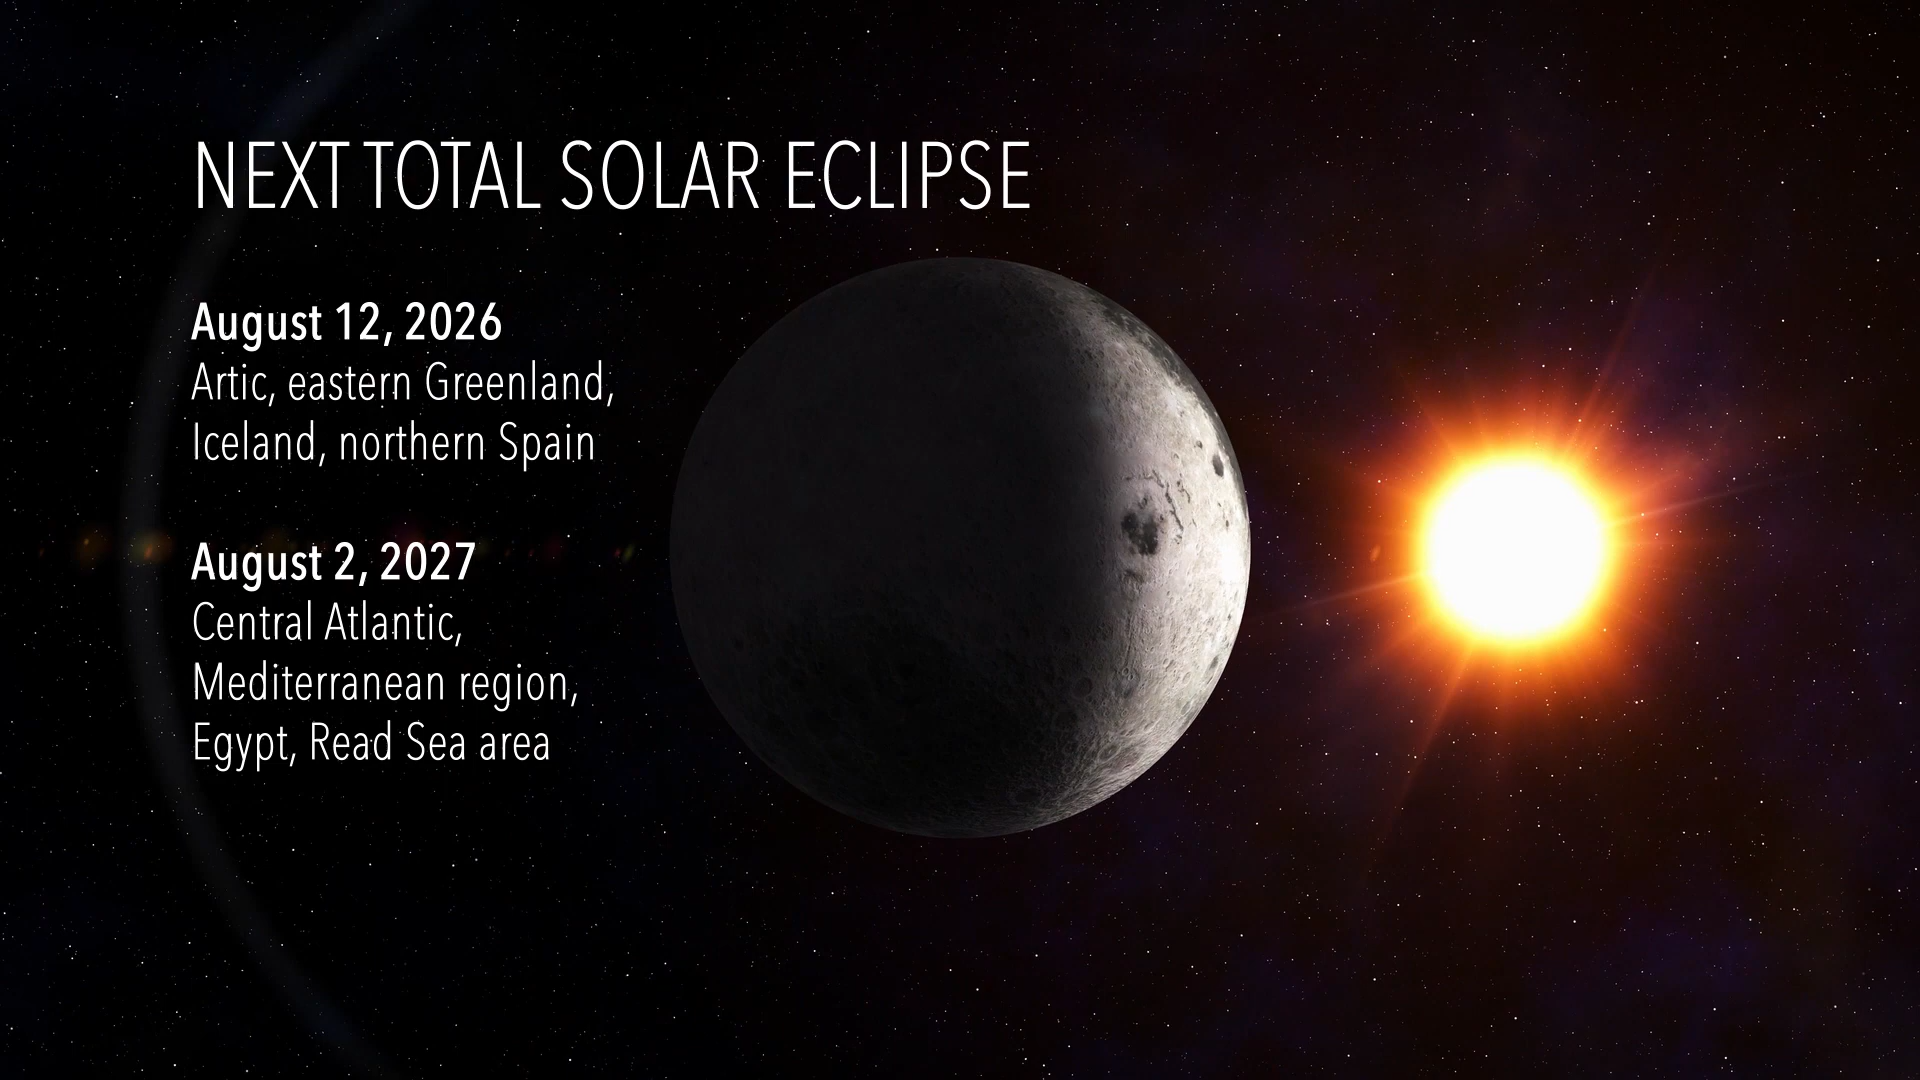 NEXT TOTAL SOLAR ECLIPSE
August 12, 2026
Artic, eastern Greenland,
Iceland, northern Spain
August 2, 2027
Central Atlantic,
Mediterranean region,
Egypt, Read Sea area